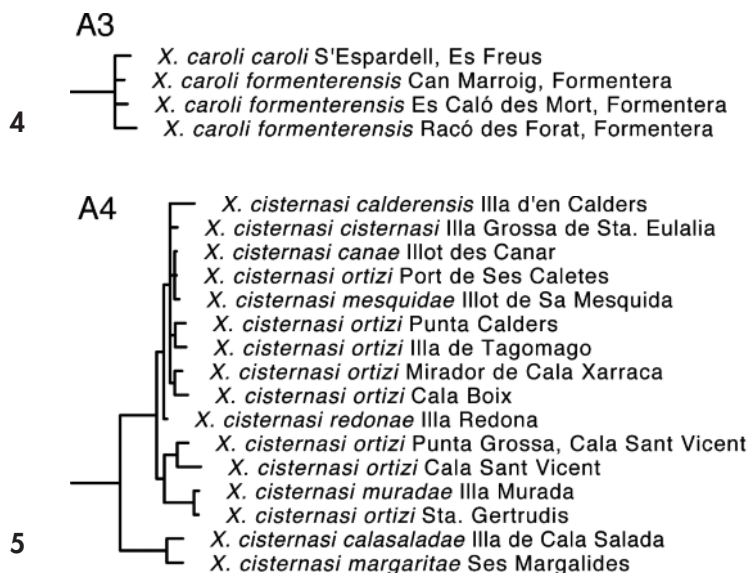 A3
X. caroli caroli S'Espardell, Es Freus
X. caroli formenterensis Can Marroig, Formentera
X. caroli formenterensis Es Caló des Mort, Formentera
4
X. caroli formenterensis Racó des Forat, Formentera
A4
X. cisternasi calderensis Illa d'en Calders
X. cisternasi cisternasi Illa Grossa de Sta. Eulalia
X. cisternasi canae Illot des Canar
X. cisternasi ortizi Port de Ses Caletes
X. cisternasi mesquidae Illot de Sa Mesquida
X. cisternasi ortizi Punta Calders
X. cisternasi ortizi Illa de Tagomago
X. cisternasi ortizi Mirador de Cala Xarraca
X. cisternasi ortizi Cala Boix
X. cisternasi redonae Illa Redona
X. cisternasi ortizi Punta Grossa, Cala Sant Vicent
X. cisternasi ortizi Cala Sant Vicent
X. cisternasi muradae Illa Murada
X. cisternasi ortizi Sta. Gertrudis
5
X. cisternasi calasaladae Illa de Cala Salada
X. cisternasi margaritae Ses Margalides